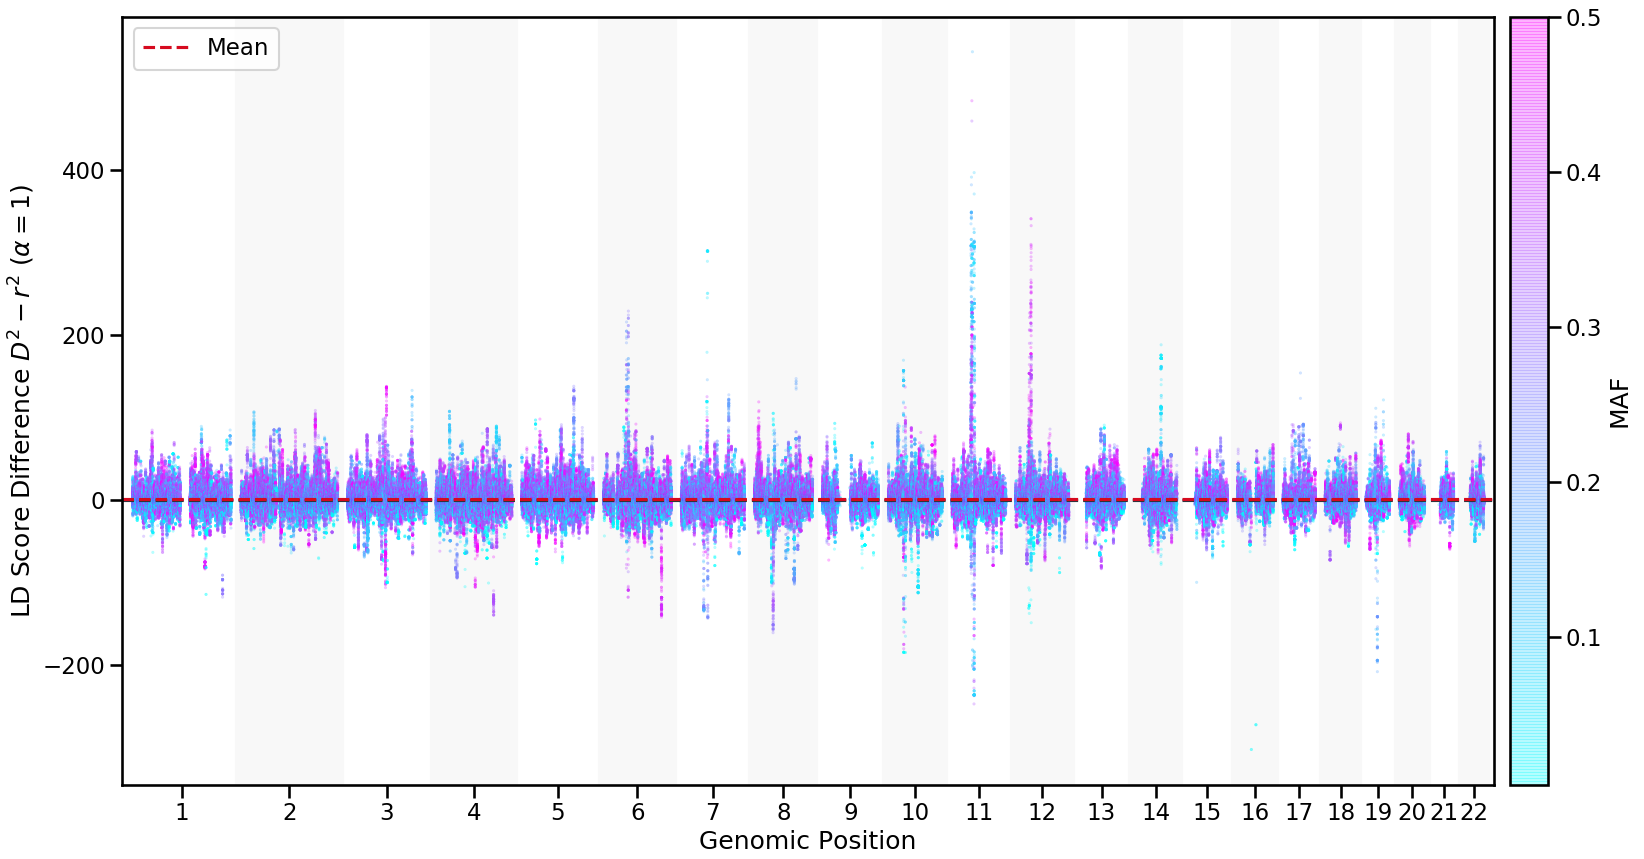 Mean
LD Score Difference D² − r² (α = 1)
400
200
0
−200
1 2 3 4 5 6 7 8 9 10 11 12 13 14 15 16 17 18 19 20 21 22
Genomic Position
0.5
0.4
0.3
0.2
0.1
MAF